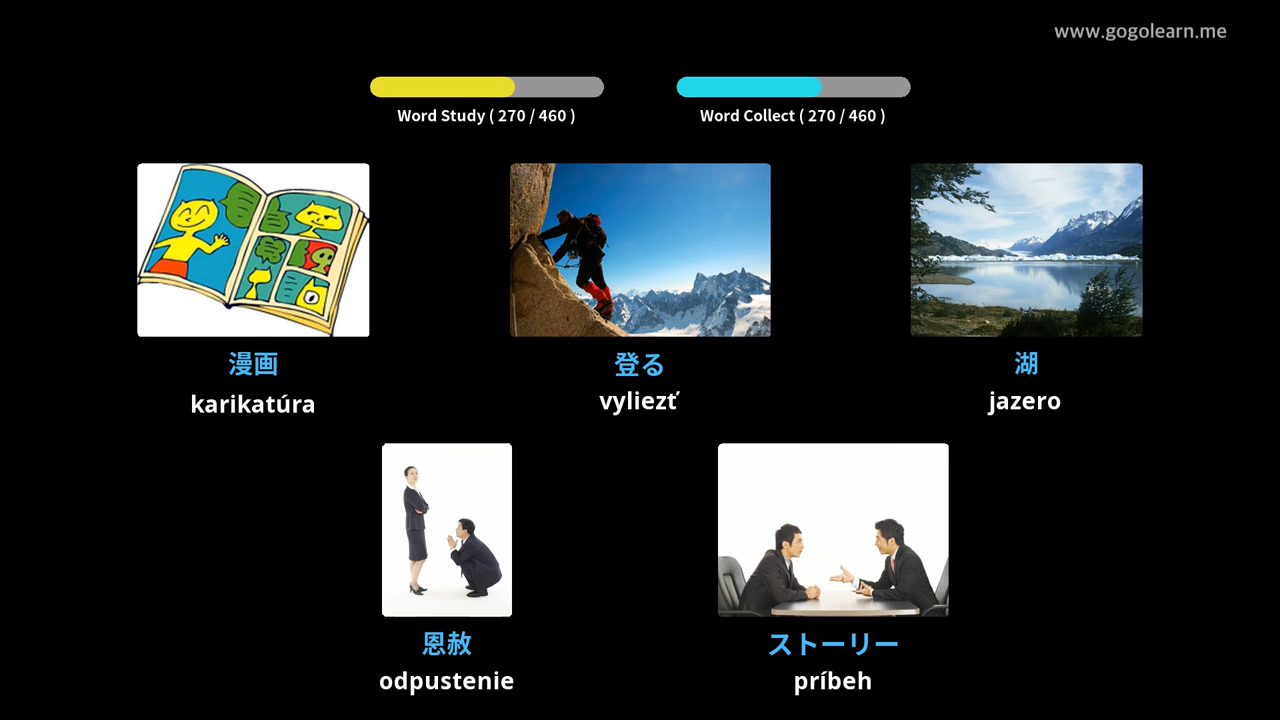 www.gogolearn.me
Word Study ( 270 / 460 )
Word Collect ( 270 / 460 )
漫画
karikatúra
登る
vyliezť
湖
jazero
恩赦
odpustenie
ストーリー
príbeh